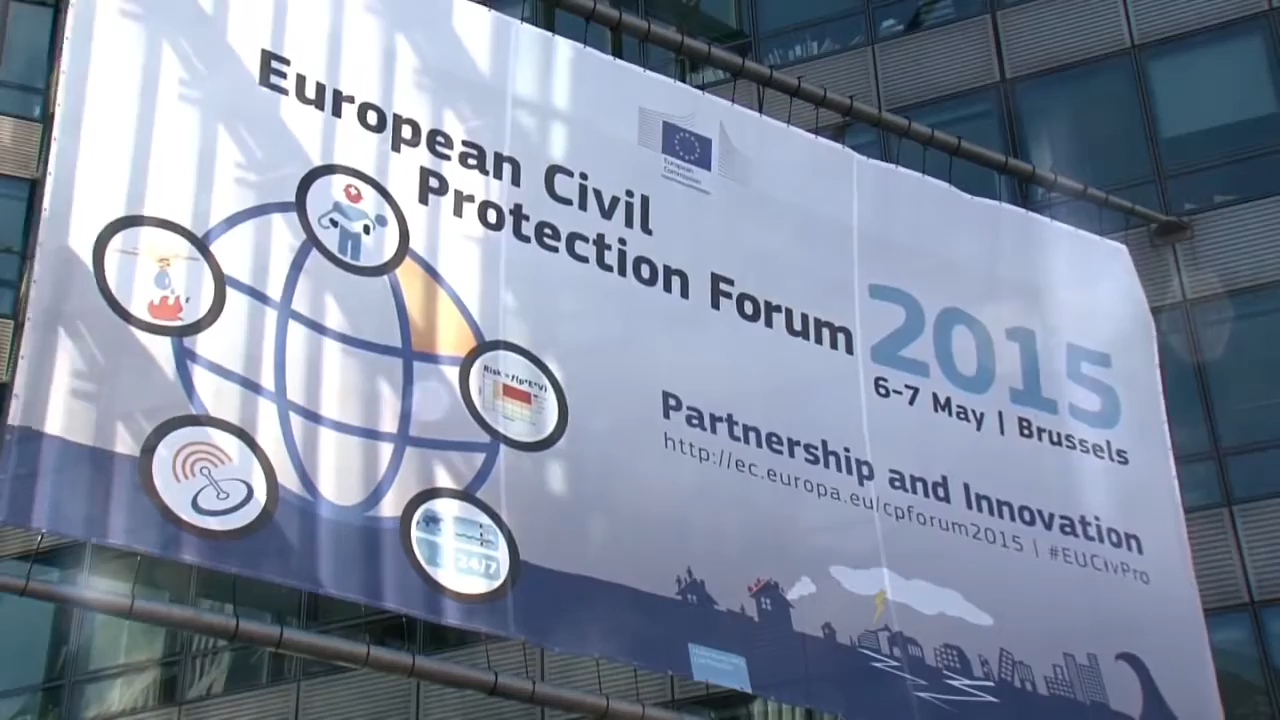 European Civil
Protection Forum
2015
6-7 May | Brussels
European
Commission
Partnership and Innovation
http://ec.europa.eu/cpforum2015 | #EUCivPro
Risk = f(p*E*V)
24/7